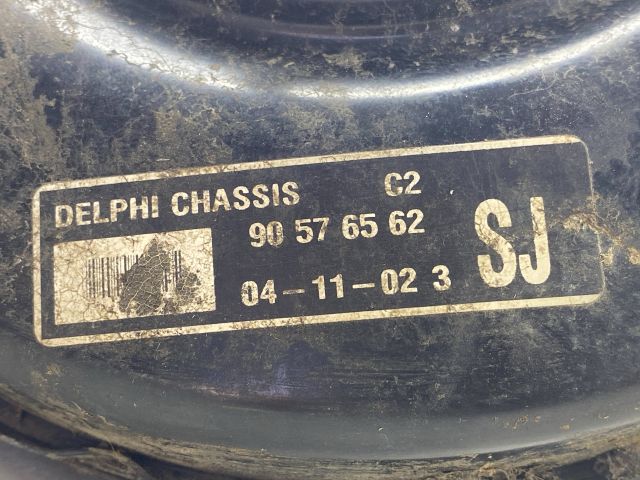 DELPHI CHASSIS C2
90 57 65 62
04-11-02 3
SJ